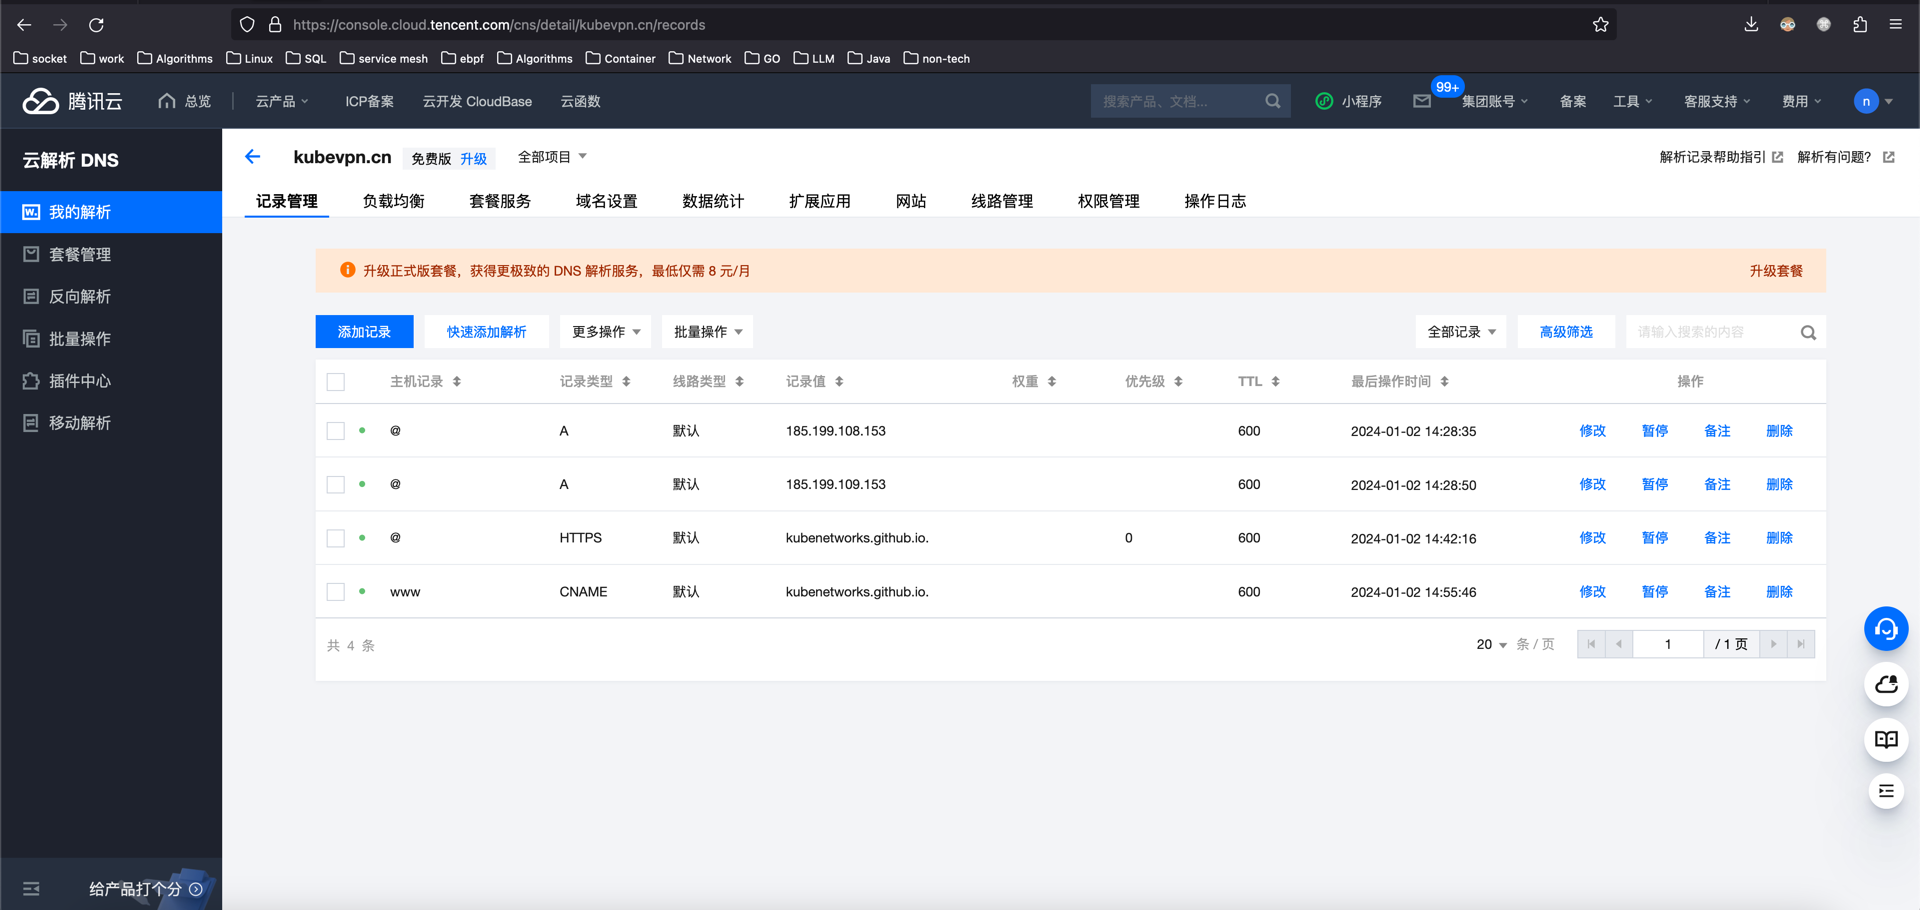 https://console.cloud.tencent.com/cns/detail/kubevpn.cn/records
socket work Algorithms Linux SQL service mesh ebpf Algorithms Container Network GO LLM Java non-tech
腾讯云 总览 云产品 ICP备案 云开发 CloudBase 云函数 搜索产品、文档... 小程序 99+ 集团账号 备案 工具 客服支持 费用 n
云解析 DNS
我的解析
套餐管理
反向解析
批量操作
插件中心
移动解析
给产品打个分
kubevpn.cn 免费版 升级 全部项目 解析记录帮助指引 解析有问题?
记录管理 负载均衡 套餐服务 域名设置 数据统计 扩展应用 网站 线路管理 权限管理 操作日志
升级正式版套餐，获得更极致的 DNS 解析服务，最低仅需 8 元/月 升级套餐
添加记录 快速添加解析 更多操作 批量操作 全部记录 高级筛选 请输入搜索的内容
主机记录 记录类型 线路类型 记录值 权重 优先级 TTL 最后操作时间 操作
@ A 默认 185.199.108.153 600 2024-01-02 14:28:35 修改 暂停 备注 删除
@ A 默认 185.199.109.153 600 2024-01-02 14:28:50 修改 暂停 备注 删除
@ HTTPS 默认 kubenetworks.github.io. 0 600 2024-01-02 14:42:16 修改 暂停 备注 删除
www CNAME 默认 kubenetworks.github.io. 600 2024-01-02 14:55:46 修改 暂停 备注 删除
共 4 条 20 条 / 页 1 / 1 页